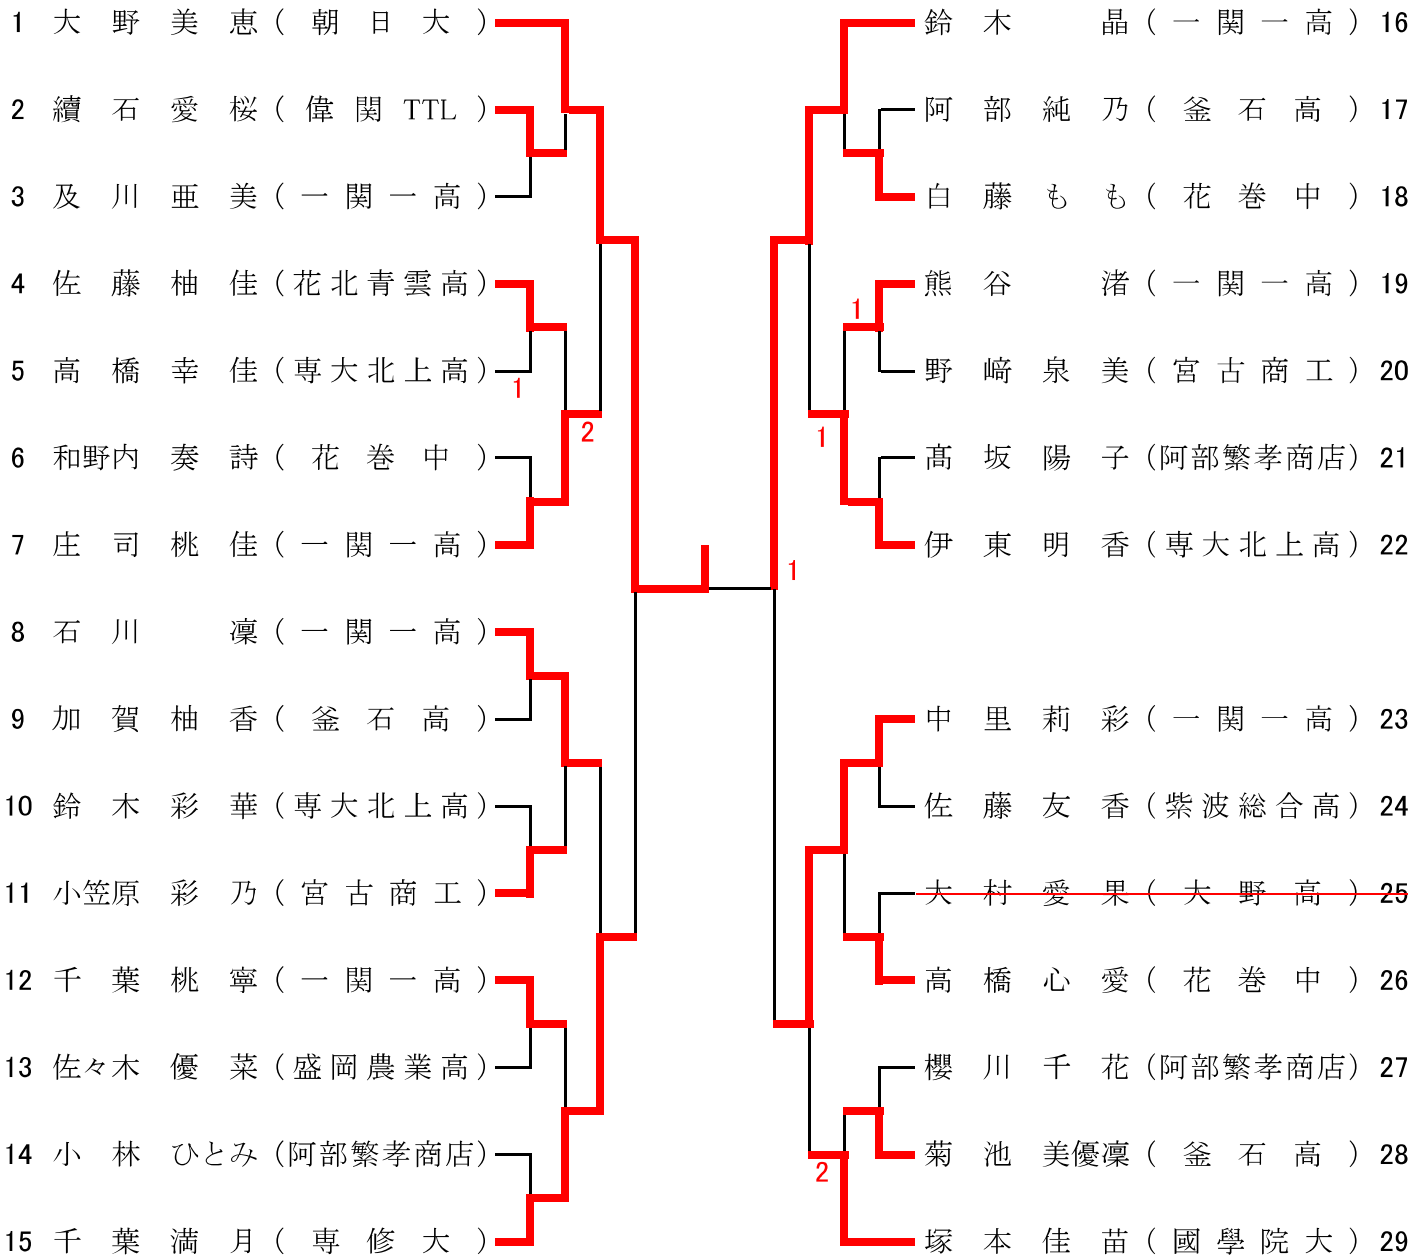 1 大野美恵(朝日大)
2 續石愛桜(偉関TTL)
3 及川亜美(一関一高)
4 佐藤柚佳(花北青雲高)
5 高橋幸佳(専大北上高)
1
2
6 和野内奏詩(花巻中)
7 庄司桃佳(一関一高)
8 石川凜(一関一高)
9 加賀柚香(釜石高)
10 鈴木彩華(専大北上高)
11 小笠原彩乃(宮古商工)
12 千葉桃寧(一関一高)
13 佐々木優菜(盛岡農業高)
14 小林ひとみ(阿部繁孝商店)
15 千葉満月(専修大)
鈴木晶(一関一高) 16
阿部純乃(釜石高) 17
白藤もも(花巻中) 18
熊谷渚(一関一高) 19
1
野﨑泉美(宮古商工) 20
1
髙坂陽子(阿部繁孝商店) 21
伊東明香(専大北上高) 22
1
中里莉彩(一関一高) 23
佐藤友香(紫波総合高) 24
大村愛果(大野高) 25
高橋心愛(花巻中) 26
櫻川千花(阿部繁孝商店) 27
菊池美優凜(釜石高) 28
2
塚本佳苗(國學院大) 29